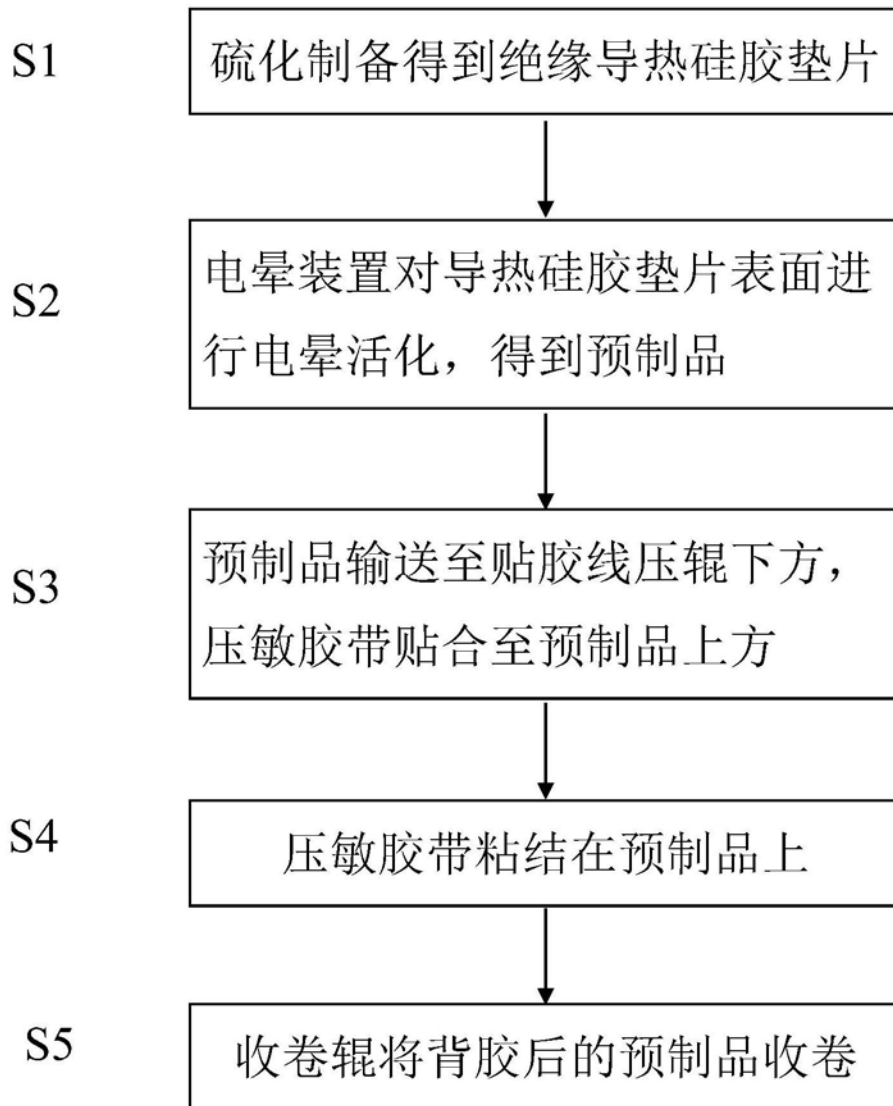 S1
硫化制备得到绝缘导热硅胶垫片
S2
电晕装置对导热硅胶垫片表面进
行电晕活化，得到预制品
S3
预制品输送至贴胶线压辊下方，
压敏胶带贴合至预制品上方
S4
压敏胶带粘结在预制品上
S5
收卷辊将背胶后的预制品收卷